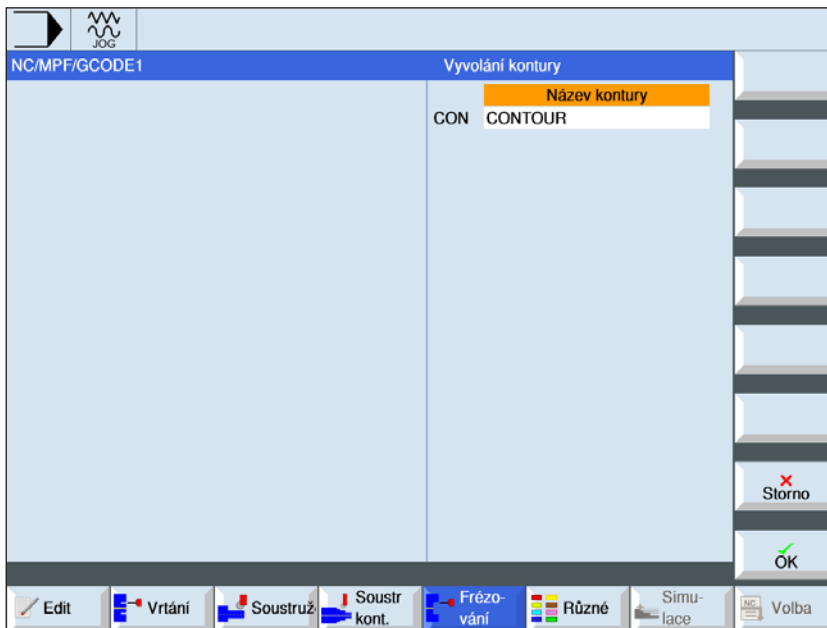 JOG
NC/MPF/GCODE1
Vyvolání kontury
Název kontury
CON CONTOUR
Storno
OK
Edit
Vrtání
Soustruž
Soustr
kont.
Frézo-
vání
Různé
Simu-
lace
NC
Volba